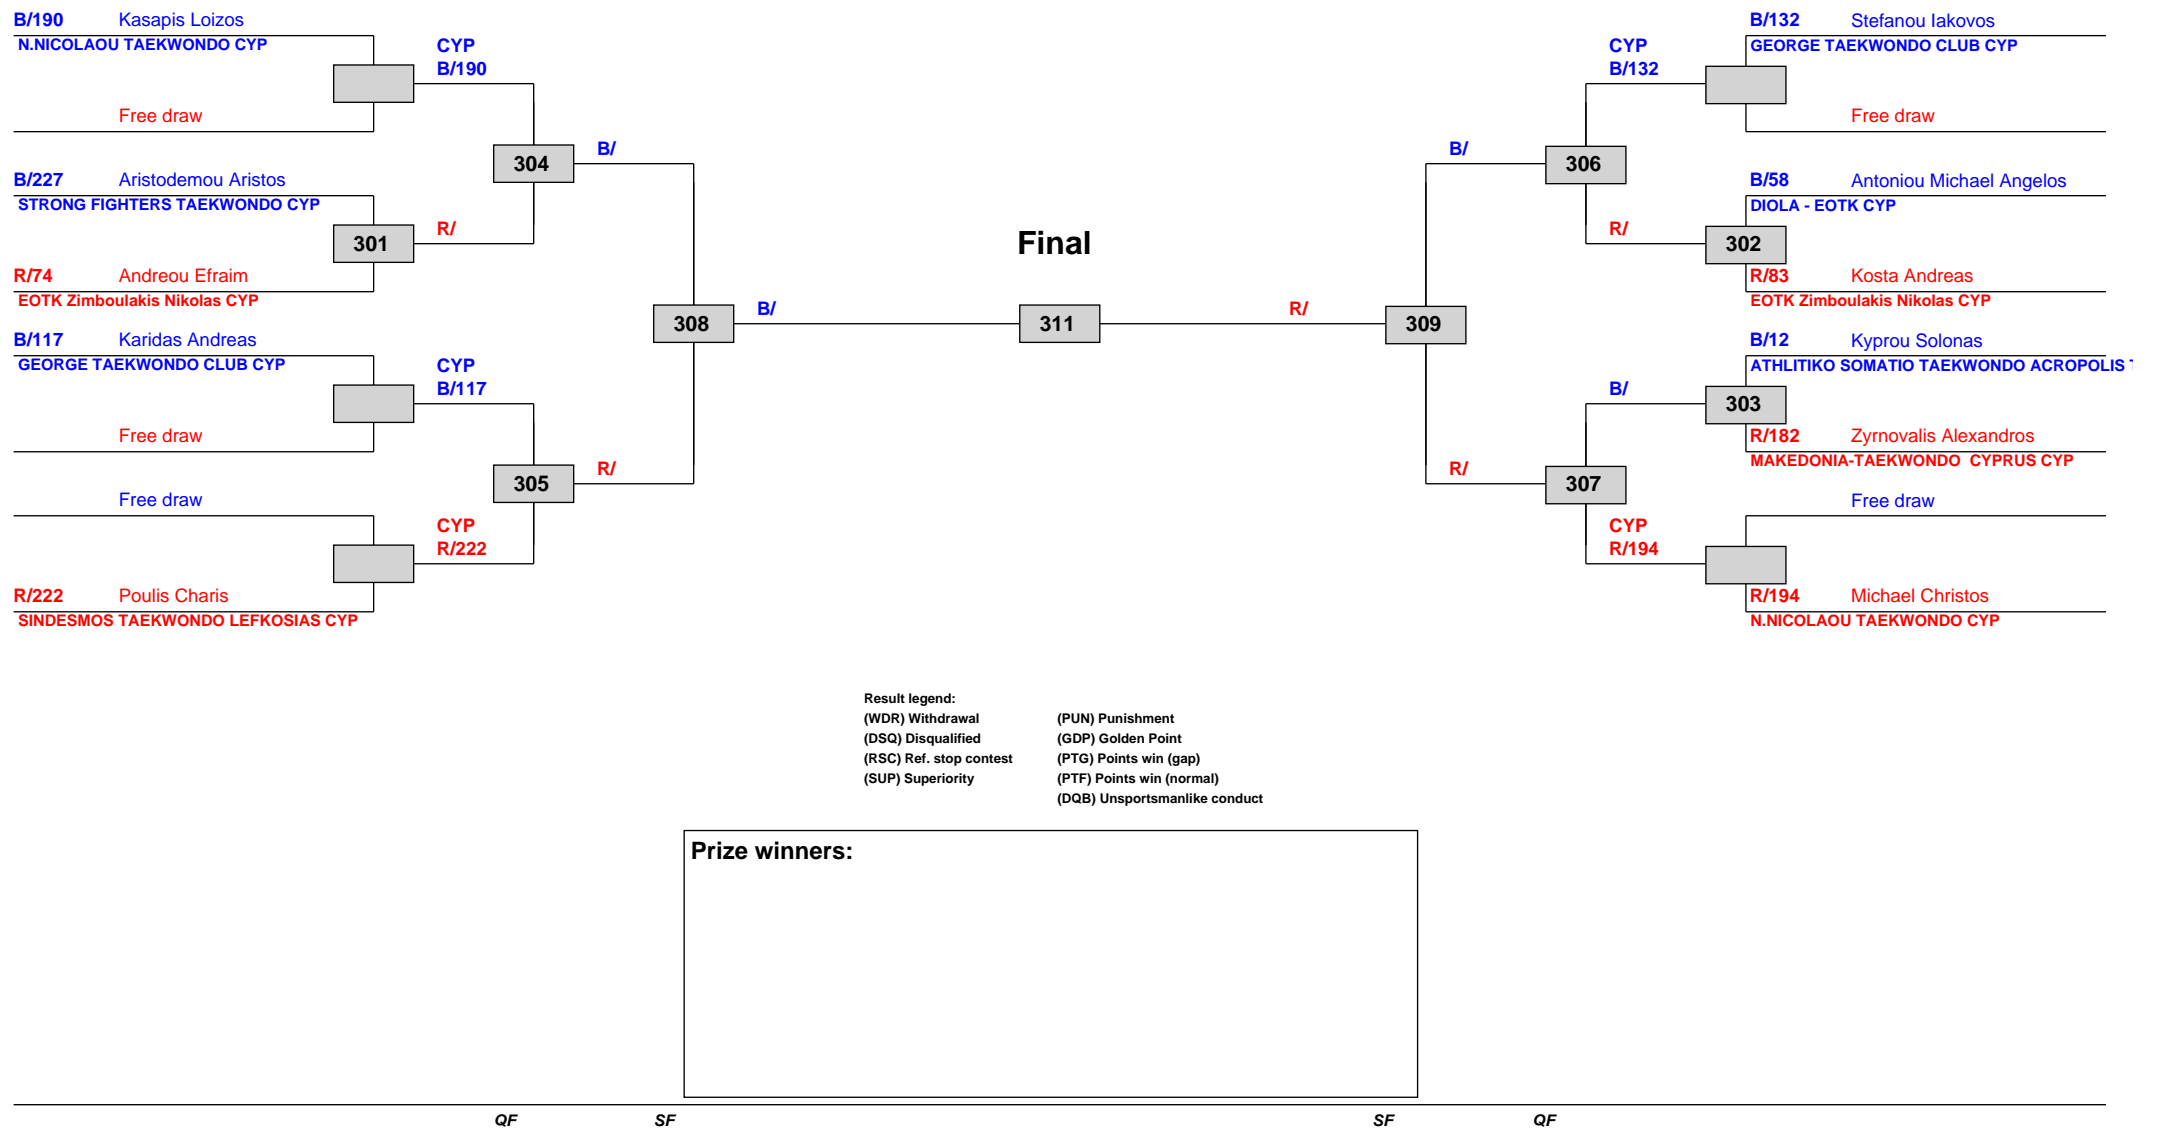 B/190 Kasapis Loizos
N.NICOLAOU TAEKWONDO CYP
CYP
B/190
Free draw
304
B/
B/227 Aristodemou Aristos
STRONG FIGHTERS TAEKWONDO CYP
301
R/
R/74 Andreou Efraim
EOTK Zimboulakis Nikolas CYP
308
B/
B/117 Karidas Andreas
GEORGE TAEKWONDO CLUB CYP
CYP
B/117
Free draw
305
R/
Free draw
CYP
R/222
R/222 Poulis Charis
SINDESMOS TAEKWONDO LEFKOSIAS CYP
Final
311
B/132 Stefanou Iakovos
GEORGE TAEKWONDO CLUB CYP
CYP
B/132
Free draw
B/
306
B/58 Antoniou Michael Angelos
DIOLA - EOTK CYP
R/
302
R/83 Kosta Andreas
EOTK Zimboulakis Nikolas CYP
R/
309
B/12 Kyprou Solonas
ATHLITIKO SOMATIO TAEKWONDO ACROPOLIS
B/
303
R/182 Zyrnovalis Alexandros
MAKEDONIA-TAEKWONDO CYPRUS CYP
R/
307
Free draw
CYP
R/194
R/194 Michael Christos
N.NICOLAOU TAEKWONDO CYP
Result legend:
(WDR) Withdrawal (PUN) Punishment
(DSQ) Disqualified (GDP) Golden Point
(RSC) Ref. stop contest (PTG) Points win (gap)
(SUP) Superiority (PTF) Points win (normal)
(DQB) Unsportsmanlike conduct
Prize winners:
QF SF SF QF